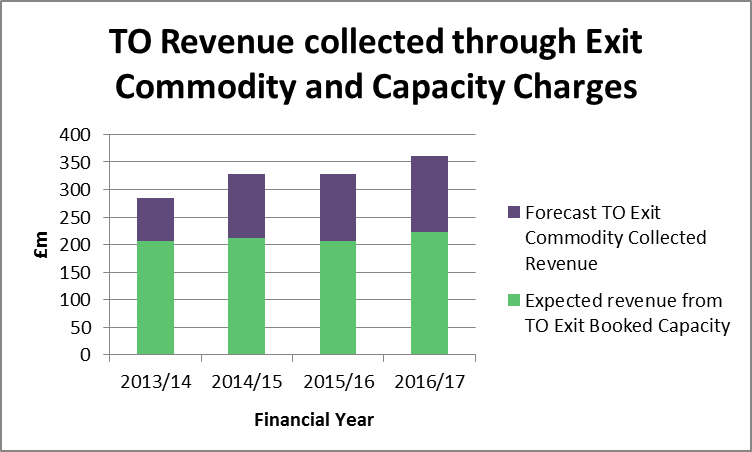 TO Revenue collected through Exit
Commodity and Capacity Charges
400
350
300
250
200
150
100
50
0
£m
2013/14 2014/15 2015/16 2016/17
Financial Year
Forecast TO Exit
Commodity Collected
Revenue
Expected revenue from
TO Exit Booked Capacity